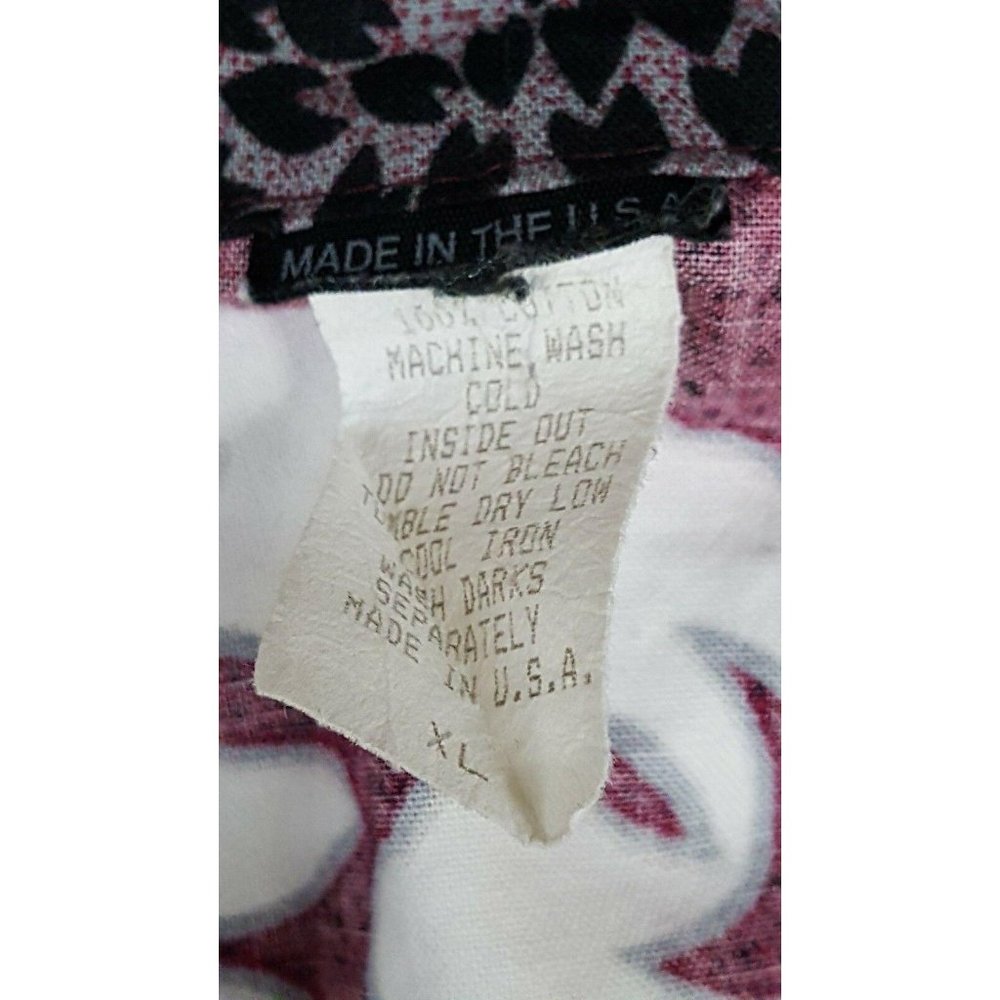 MADE IN THE U.S.A.
100% COTTON
MACHINE WASH
COLD
INSIDE OUT
DO NOT BLEACH
TUMBLE DRY LOW
COOL IRON
WASH DARKS
SEPARATELY
MADE IN U.S.A.
XL